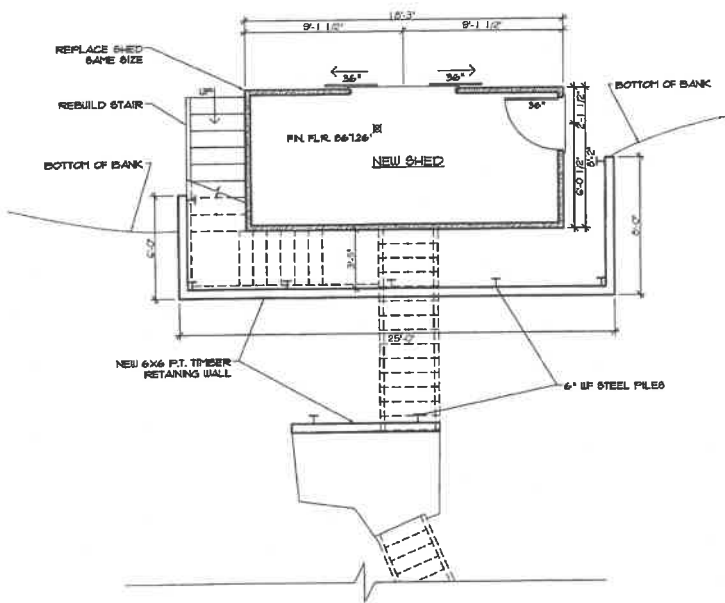 18'-3"
9'-1 1/2" 9'-1 1/2"
REPLACE SHED
SAME SIZE
36" 36"
REBUILD STAIR
UP
36"
BOTTOM OF BANK
2'-1 1/2"
FIN. FLR. 867.26'
NEW SHED
8'-2"
6'-0 1/2"
BOTTOM OF BANK
6'-0"
3'-5"
8'-0"
25'-0"
NEW 6X6 P.T. TIMBER
RETAINING WALL
6" WF STEEL PILES